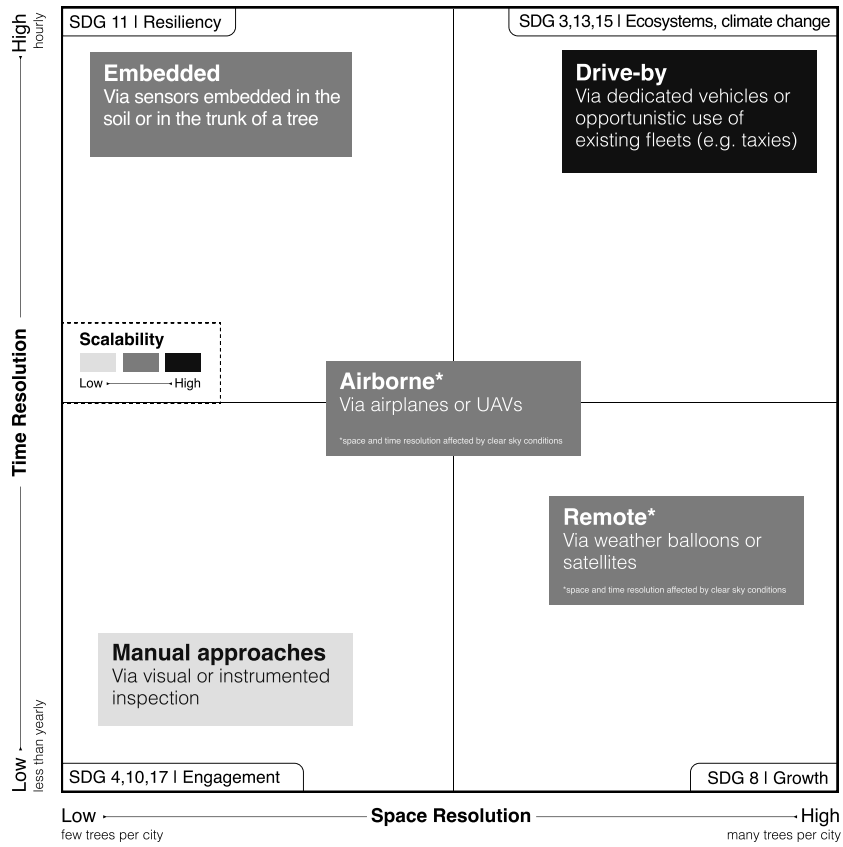 SDG 11 | Resiliency
SDG 3,13,15 | Ecosystems, climate change
High
hourly
Embedded
Via sensors embedded in the
soil or in the trunk of a tree
Drive-by
Via dedicated vehicles or
opportunistic use of
existing fleets (e.g. taxies)
Scalability
Low
High
Time Resolution
Airborne*
Via airplanes or UAVs
*space and time resolution affected by clear sky conditions
Remote*
Via weather balloons or
satellites
*space and time resolution affected by clear sky conditions
Manual approaches
Via visual or instrumented
inspection
Low
less than yearly
SDG 4,10,17 | Engagement
SDG 8 | Growth
Low
few trees per city
Space Resolution
High
many trees per city